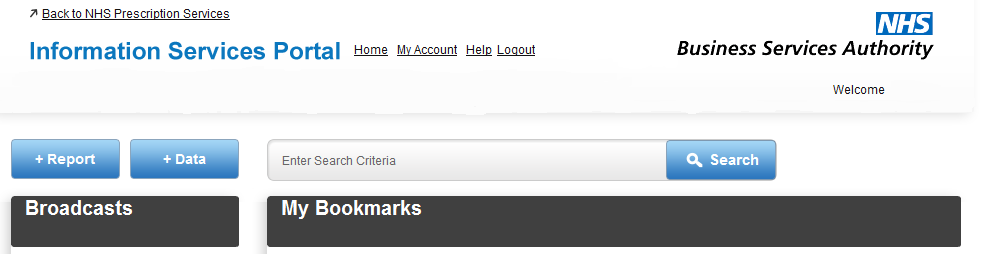 Back to NHS Prescription Services
Information Services Portal Home My Account Help Logout
NHS
Business Services Authority
Welcome
+ Report + Data Enter Search Criteria Search
Broadcasts My Bookmarks